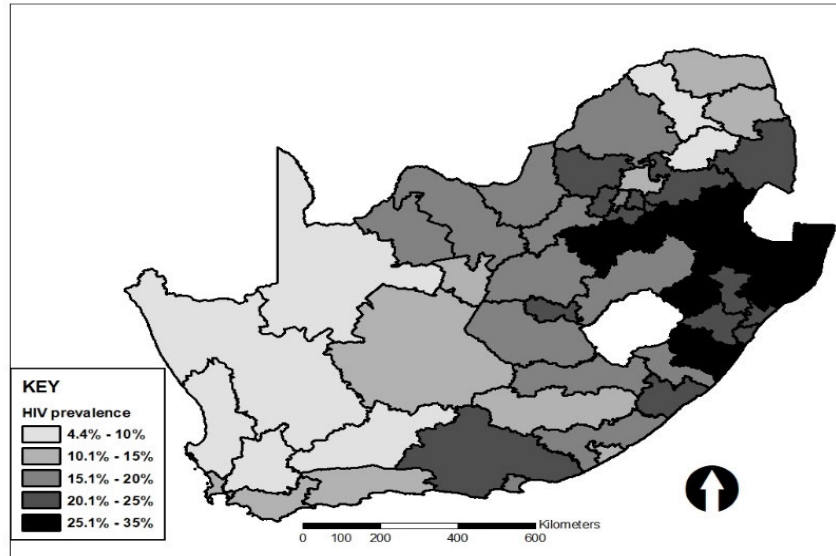 KEY
HIV prevalence
4.4% - 10%
10.1% - 15%
15.1% - 20%
20.1% - 25%
25.1% - 35%
Kilometers
0 100 200 400 600